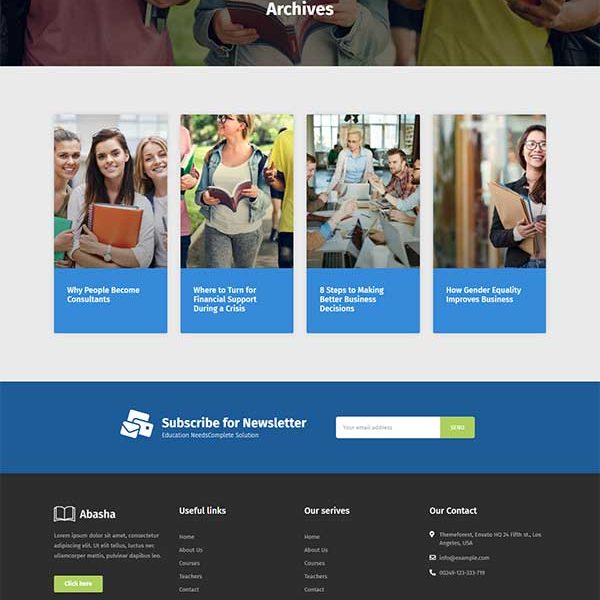 Archives
Why People Become
Consultants
Where to Turn for
Financial Support
During a Crisis
8 Steps to Making
Better Business
Decisions
How Gender Equality
Improves Business
Subscribe for Newsletter
Education NeedsComplete Solution
Your email address
SEND
Abasha
Lorem ipsum dolor sit amet, consectetur
adipiscing elit. Ut elit tellus, luctus nec
ullamcorper mattis, pulvinar dapibus leo.
Click here
Useful links
Home
About Us
Courses
Teachers
Contact
Our serives
Home
About Us
Courses
Teachers
Contact
Our Contact
Themeforest, Envato HQ 24 Fifth st., Los
Angeles, USA
info@example.com
00249-123-333-719